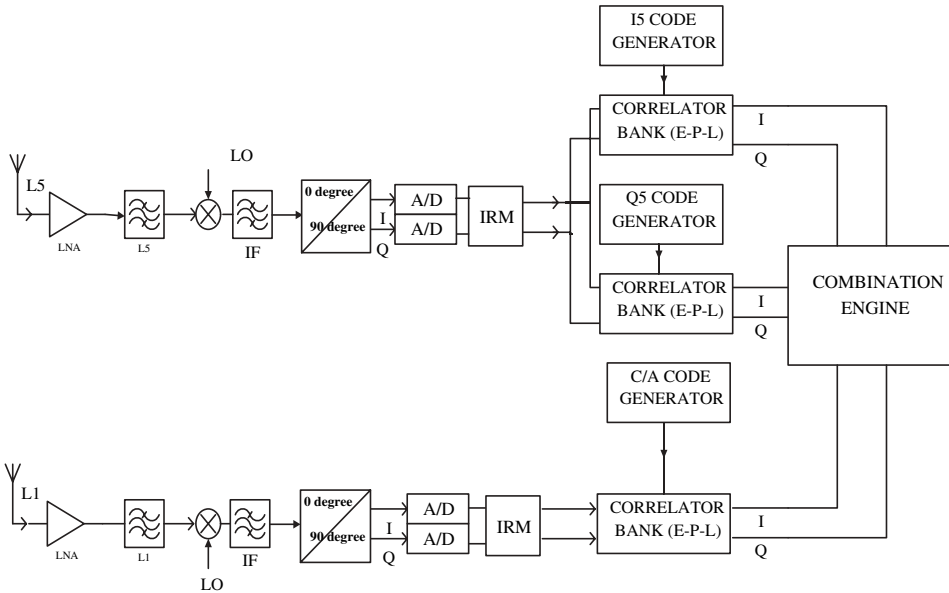 I5 CODE
GENERATOR
CORRELATOR
BANK (E-P-L)
I
Q
LO
L5
LNA
L5
IF
0 degree
90 degree
I
Q
A/D
A/D
IRM
Q5 CODE
GENERATOR
CORRELATOR
BANK (E-P-L)
I
Q
COMBINATION
ENGINE
C/A CODE
GENERATOR
L1
LNA
L1
LO
IF
0 degree
90 degree
I
Q
A/D
A/D
IRM
CORRELATOR
BANK (E-P-L)
I
Q